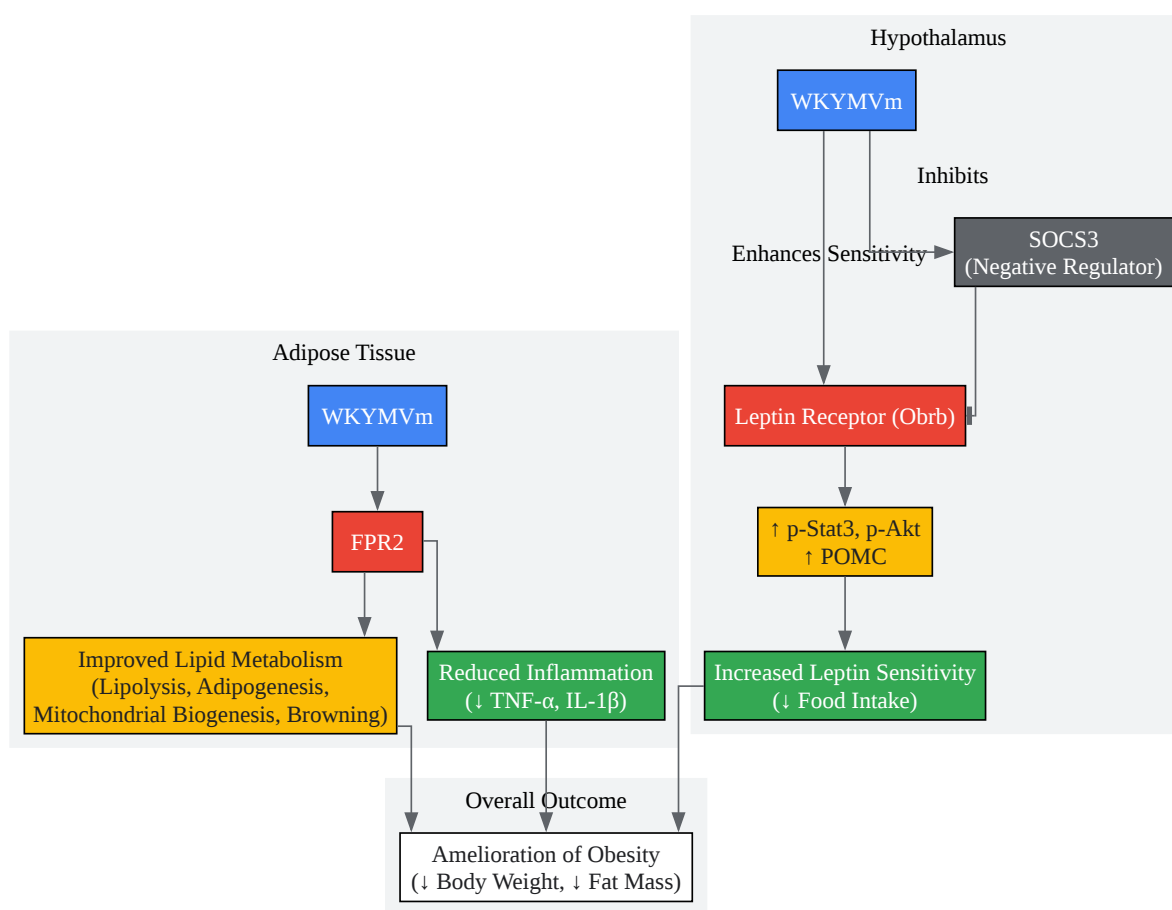 Hypothalamus
WKYMVm
Inhibits
Enhances Sensitivity
SOCS3
(Negative Regulator)
Leptin Receptor (Obrb)
↑ p-Stat3, p-Akt
↑ POMC
Increased Leptin Sensitivity
(↓ Food Intake)
Adipose Tissue
WKYMVm
FPR2
Improved Lipid Metabolism
(Lipolysis, Adipogenesis,
Mitochondrial Biogenesis, Browning)
Reduced Inflammation
(↓ TNF-α, IL-1β)
Overall Outcome
Amelioration of Obesity
(↓ Body Weight, ↓ Fat Mass)